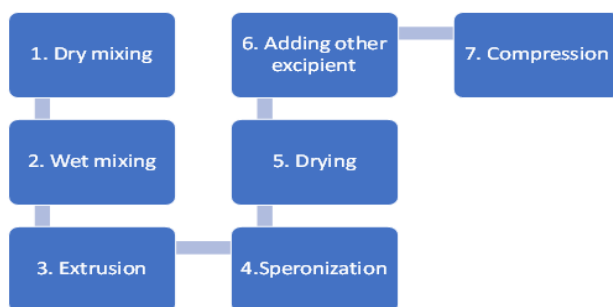 1. Dry mixing
2. Wet mixing
3. Extrusion
4.Speronization
5. Drying
6. Adding other
excipient
7. Compression